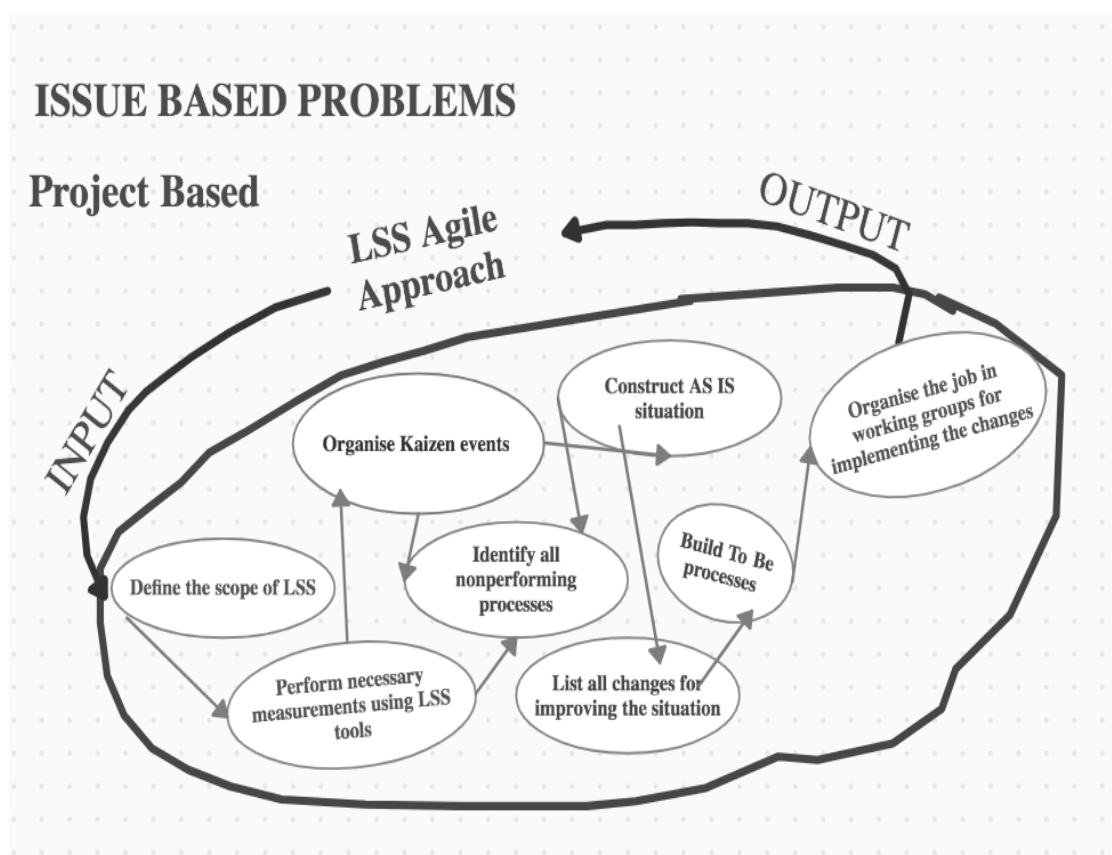 ISSUE BASED PROBLEMS
Project Based
LSS Agile
Approach
OUTPUT
INPUT
Construct AS IS
situation
Organise the job in
working groups for
implementing the changes
Organise Kaizen events
Identify all
nonperforming
processes
Build To Be
processes
Define the scope of LSS
Perform necessary
measurements using LSS
tools
List all changes for
improving the situation